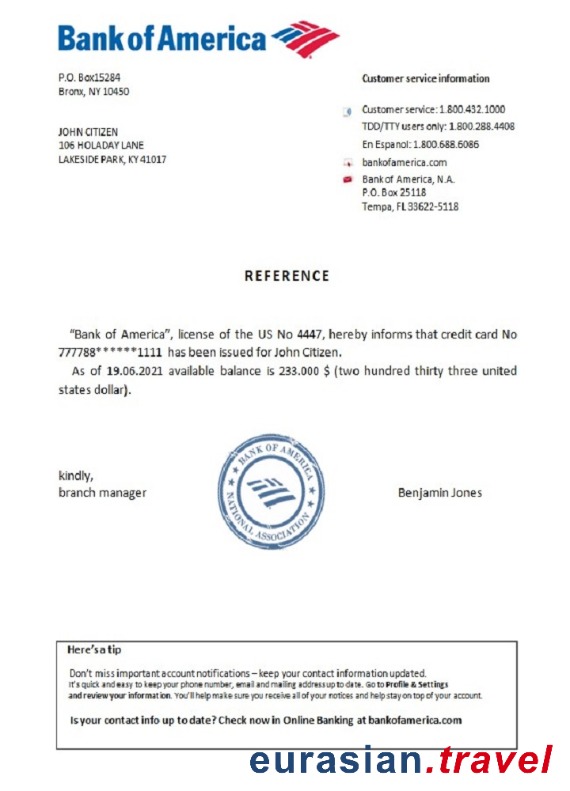 Bank of America
P.O. Box15284
Bronx, NY 10450
JOHN CITIZEN
106 HOLADAY LANE
LAKESIDE PARK, KY 41017
Customer service information
Customer service: 1.800.432.1000
TDD/TTY users only: 1.800.288.4408
En Espanol: 1.800.688.6086
bankofamerica.com
Bank of America, N.A.
P.O. Box 25118
Tempa, FL 33622-5118
REFERENCE
"Bank of America", license of the US No 4447, hereby informs that credit card No
777788******1111 has been issued for John Citizen.
As of 19.06.2021 available balance is 233.000 $ (two hundred thirty three united
states dollar).
kindly,
branch manager
BANK OF AMERICA
NATIONAL ASSOCIATION
Benjamin Jones
Here's a tip
Don't miss important account notifications – keep your contact information updated.
It's quick and easy to keep your phone number, email and mailing address up to date. Go to Profile & Settings
and review your information. You'll help make sure you receive all of your notices and help stay on top of your account.
Is your contact info up to date? Check now in Online Banking at bankofamerica.com
eurasian.travel